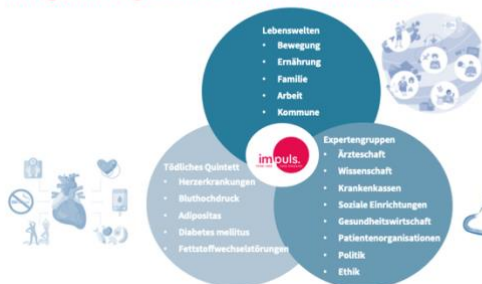 Lebenswelten
• Bewegung
• Ernährung
• Familie
• Arbeit
• Kommune
impuls.
Tödliches Quintett
• Herzerkrankungen
• Bluthochdruck
• Adipositas
• Diabetes mellitus
• Fettstoffwechselstörungen
Expertengruppen
• Ärzteschaft
• Wissenschaft
• Krankenkassen
• Soziale Einrichtungen
• Gesundheitswirtschaft
• Patientenorganisationen
• Politik
• Ethik